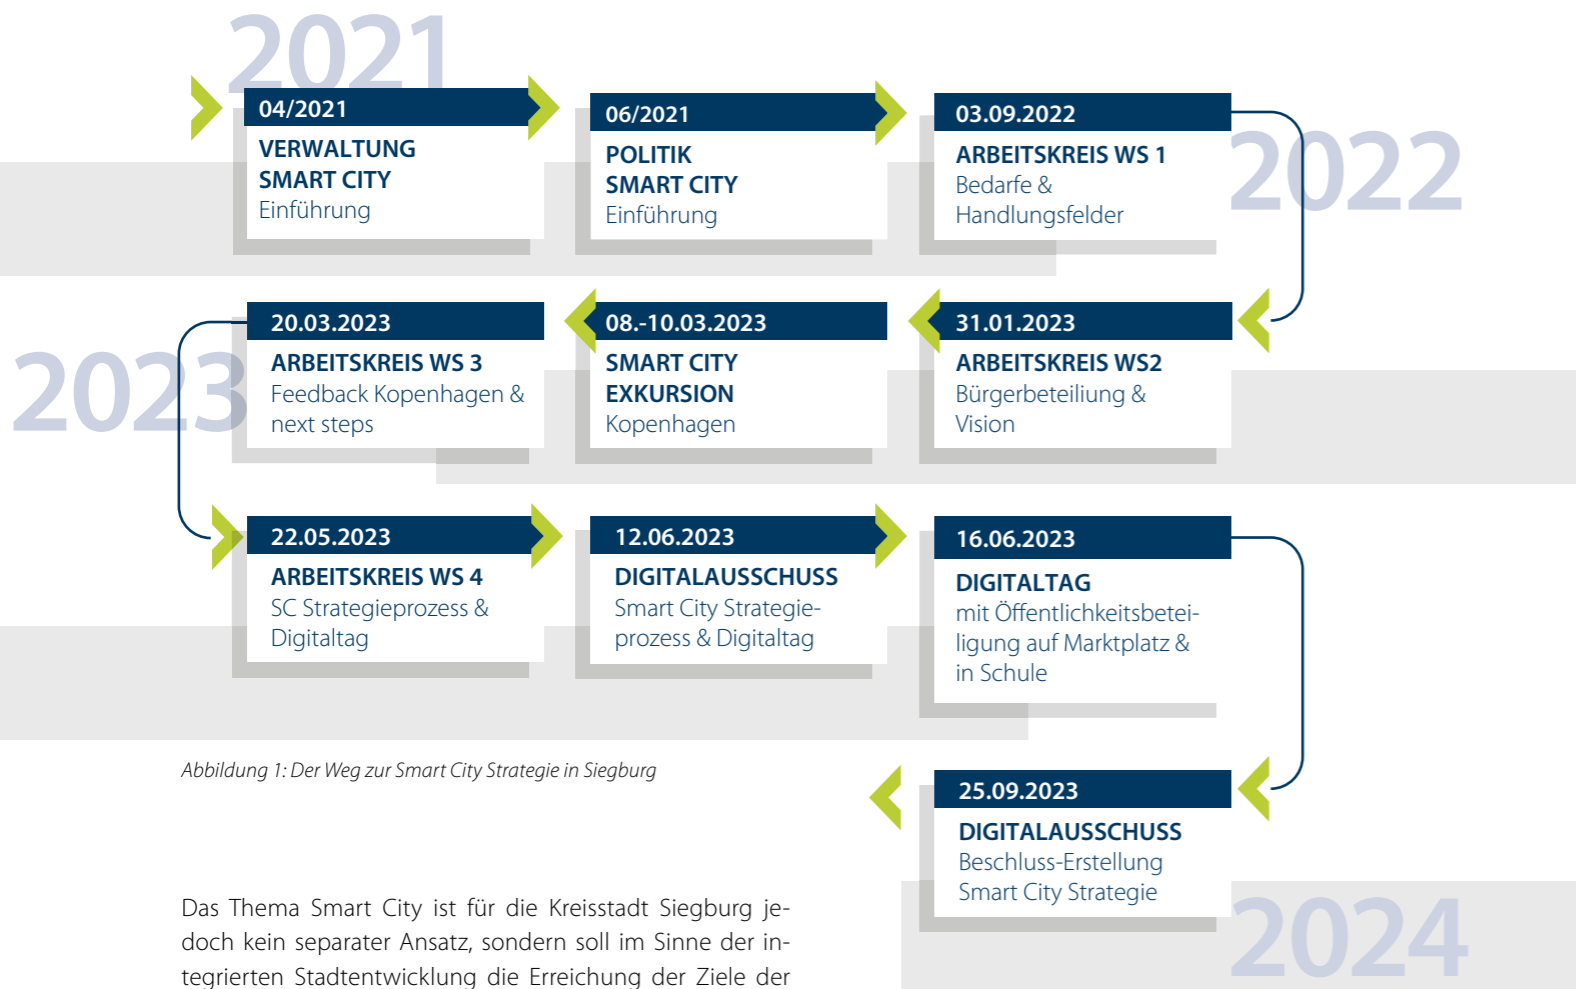 2021
04/2021
VERWALTUNG
SMART CITY
Einführung
06/2021
POLITIK
SMART CITY
Einführung
03.09.2022
ARBEITSKREIS WS 1
Bedarfe &
Handlungsfelder
2022
31.01.2023
ARBEITSKREIS WS2
Bürgerbeteiliung &
Vision
08.-10.03.2023
SMART CITY
EXKURSION
Kopenhagen
20.03.2023
ARBEITSKREIS WS 3
Feedback Kopenhagen &
next steps
2023
22.05.2023
ARBEITSKREIS WS 4
SC Strategieprozess &
Digitaltag
12.06.2023
DIGITALAUSSCHUSS
Smart City Strategie-
prozess & Digitaltag
16.06.2023
DIGITALTAG
mit Öffentlichkeitsbetei-
ligung auf Marktplatz &
in Schule
25.09.2023
DIGITALAUSSCHUSS
Beschluss-Erstellung
Smart City Strategie
2024
Abbildung 1: Der Weg zur Smart City Strategie in Siegburg
Das Thema Smart City ist für die Kreisstadt Siegburg je-
doch kein separater Ansatz, sondern soll im Sinne der in-
tegrierten Stadtentwicklung die Erreichung der Ziele der